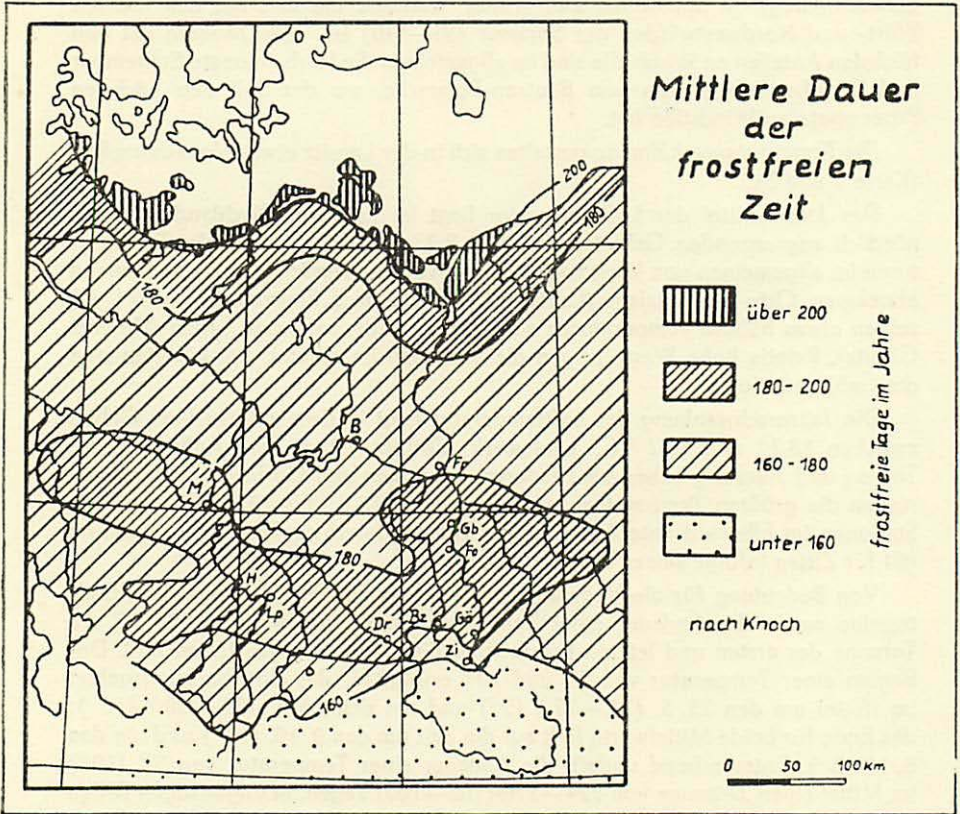 Mittlere Dauer
der
frostfreien
Zeit
über 200
180-200
160-180
unter 160
frostfreie Tage im Jahre
nach Knoch
0 50 100 Km
200
180
180
B
M
Ff
Gb
Fo
180
H
Lp
Dr
Bz
Gö
Zi
160